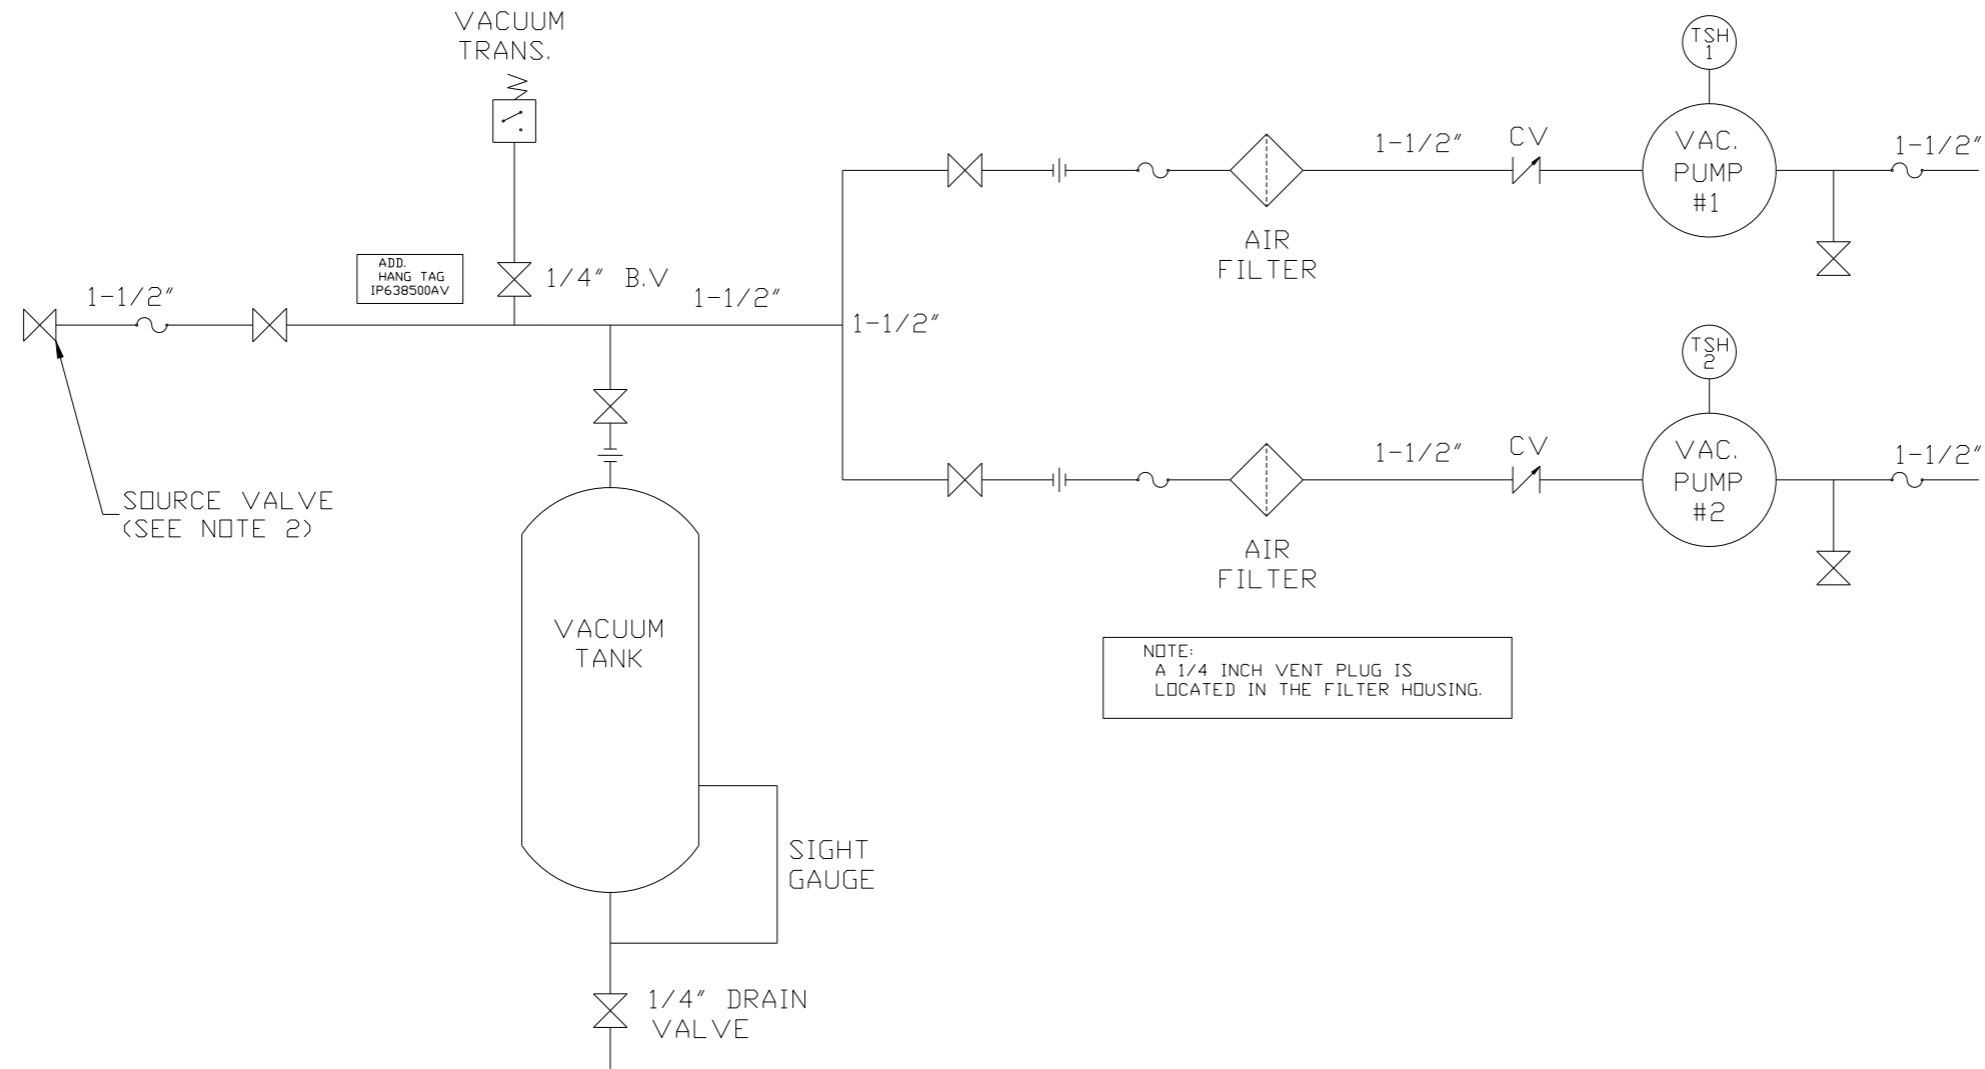 VACUUM
TRANS.
TSH
1
1-1/2"
CV
VAC.
PUMP
#1
1-1/2"
AIR
FILTER
ADD.
HANG TAG
IP638500AV
1/4" B.V
1-1/2"
1-1/2"
1-1/2"
TSH
2
1-1/2"
CV
VAC.
PUMP
#2
1-1/2"
SOURCE VALVE
(SEE NOTE 2)
AIR
FILTER
VACUUM
TANK
NOTE:
A 1/4 INCH VENT PLUG IS
LOCATED IN THE FILTER HOUSING.
SIGHT
GAUGE
1/4" DRAIN
VALVE